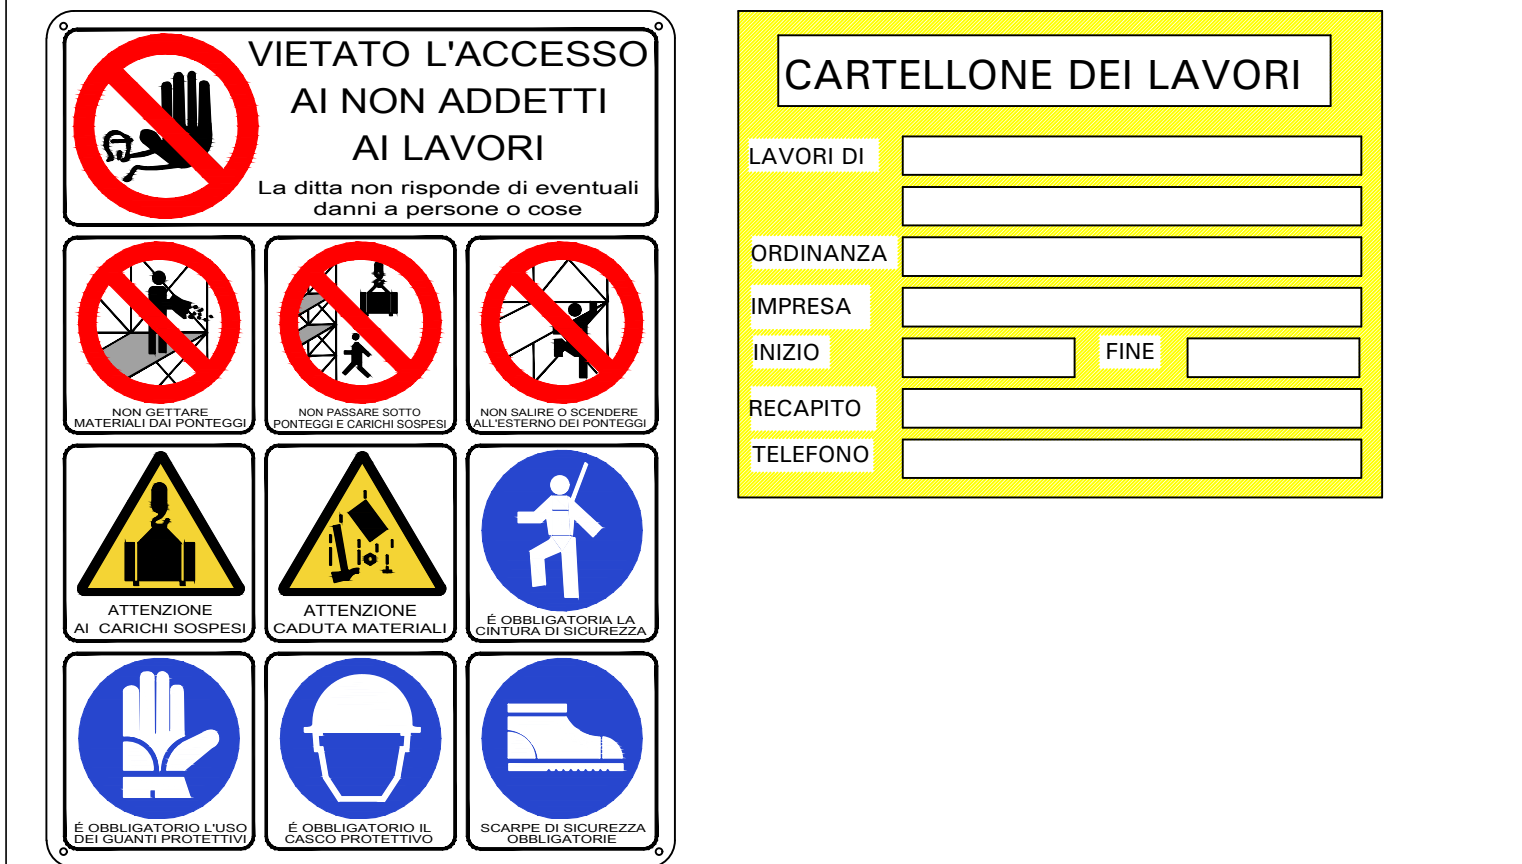 VIETATO L'ACCESSO
AI NON ADDETTI
AI LAVORI
La ditta non risponde di eventuali
danni a persone o cose
NON GETTARE
MATERIALI DAI PONTEGGI
NON PASSARE SOTTO
PONTEGGI E CARICHI SOSPESI
NON SALIRE O SCENDERE
ALL'ESTERNO DEI PONTEGGI
ATTENZIONE
AI CARICHI SOSPESI
ATTENZIONE
CADUTA MATERIALI
É OBBLIGATORIA LA
CINTURA DI SICUREZZA
É OBBLIGATORIO L'USO
DEI GUANTI PROTETTIVI
É OBBLIGATORIO IL
CASCO PROTETTIVO
SCARPE DI SICUREZZA
OBBLIGATORIE
CARTELLONE DEI LAVORI
LAVORI DI
ORDINANZA
IMPRESA
INIZIO FINE
RECAPITO
TELEFONO